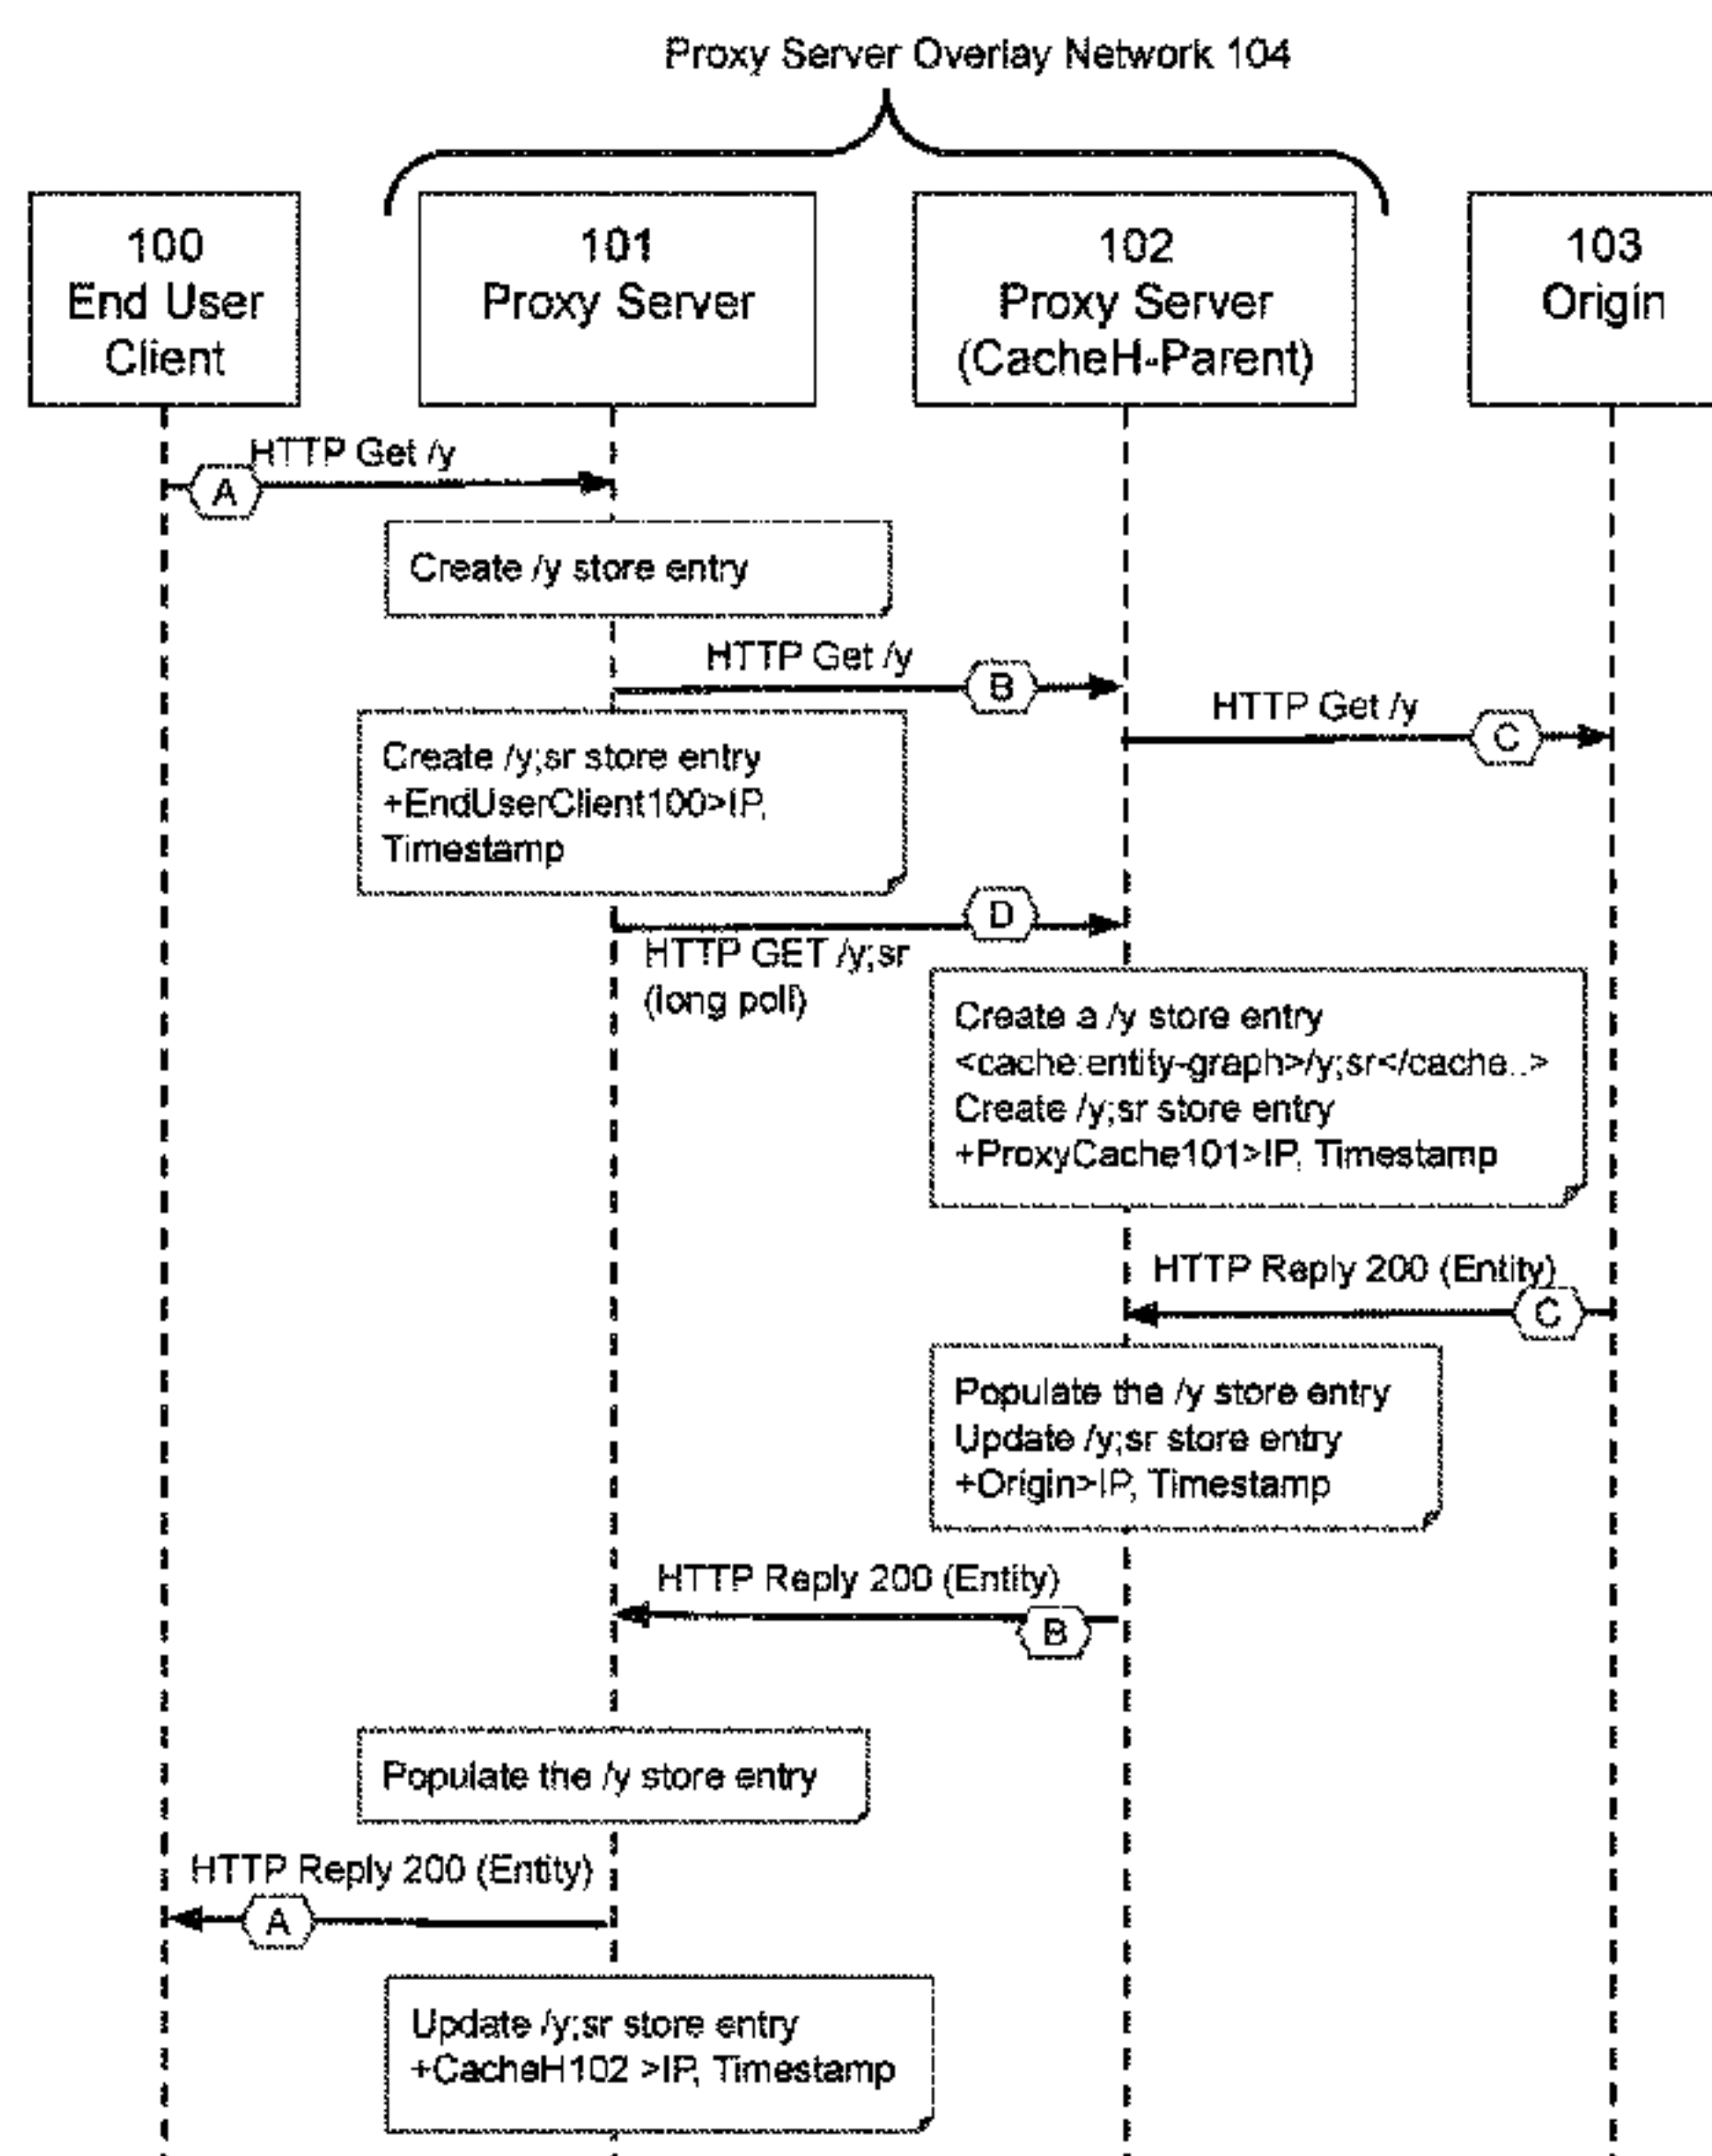 Proxy Server Overlay Network 104
100
End User
Client
101
Proxy Server
102
Proxy Server
(CacheH-Parent)
103
Origin
HTTP Get /y
A
Create /y store entry
HTTP Get /y
B
HTTP Get /y
C
Create /y;sr store entry
+EndUserClient100>IP,
Timestamp
D
HTTP GET /y;sr
(long poll)
Create a /y store entry
<cache:entity-graph>/y;sr</cache..>
Create /y;sr store entry
+ProxyCache101>IP, Timestamp
HTTP Reply 200 (Entity)
C
Populate the /y store entry
Update /y;sr store entry
+Origin>IP, Timestamp
HTTP Reply 200 (Entity)
B
Populate the /y store entry
HTTP Reply 200 (Entity)
A
Update /y;sr store entry
+CacheH102 >IP, Timestamp